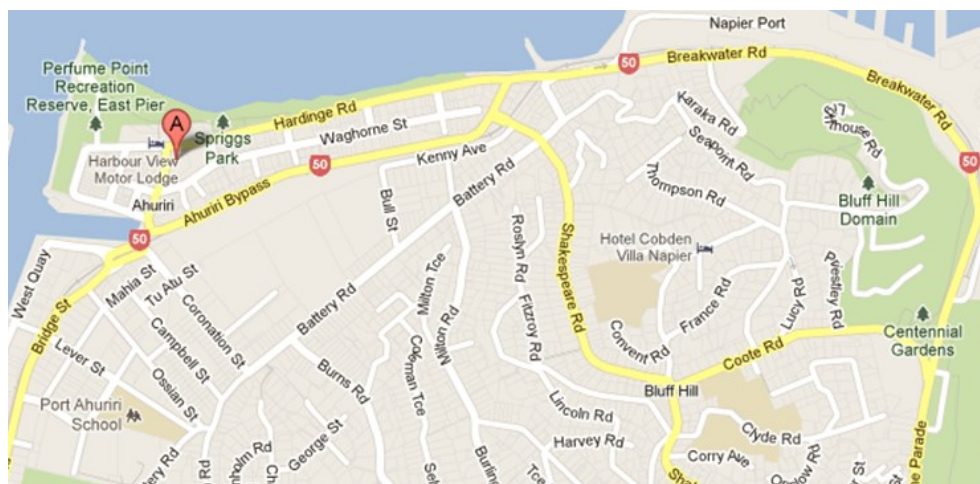 Napier Port
Perfume Point
Recreation
Reserve, East Pier
50
Breakwater Rd
Breakwater Rd
Hardinge Rd
A
Spriggs
Park
Waghorne St
Karaka Rd
Seapoint Rd
Harbour View
Motor Lodge
50
Kenny Ave
Battery Rd
Thompson Rd
50
Ahuriri
Ahuriri Bypass
Bull St
Bluff Hill
Domain
50
Roslyn Rd
Shakespeare Rd
Hotel Cobden
Villa Napier
West Quay
Mahia St
Tu Atu St
Coronation St
Battery Rd
Milton Tce
Milton Rd
Fitzroy Rd
France Rd
Lucy Rd
Priestley Rd
Bridge St
Lever St
Campbell St
Ossian St
Burns Rd
Convent Rd
Coote Rd
Centennial
Gardens
Bluff Hill
Port Ahuriri
School
George St
Lincoln Rd
Harvey Rd
Clyde Rd
Corry Ave
Onslow Rd
Tce